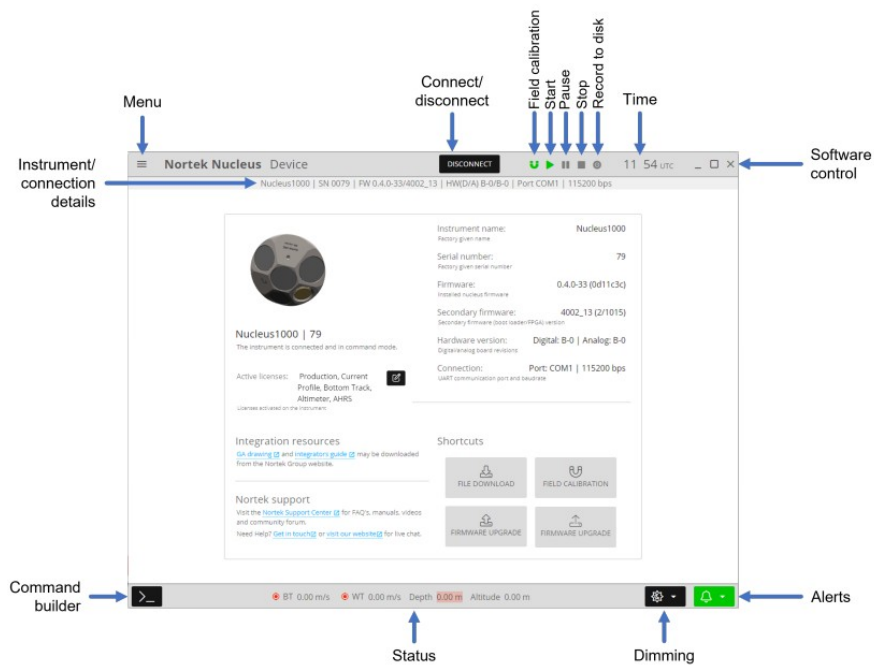 Field calibration
Start
Pause
Stop
Record to disk
Connect/
disconnect
Time
Menu
Instrument/
connection
details
Software
control
Nortek Nucleus Device
DISCONNECT
11 54 UTC
Nucleus1000 | SN 0079 | FW 0.4.0-33/4002_13 | HW(D/A) B-0/B-0 | Port COM1 | 115200 bps
Nucleus1000 | 79
The instrument is connected and in command mode.
Active licenses: Production, Current
Profile, Bottom Track,
Altimeter, AHRS
Licenses activated on the instrument
Instrument name: Nucleus1000
Factory given name
Serial number: 79
Factory given serial number
Firmware: 0.4.0-33 (0d11c3c)
Installed nucleus firmware
Secondary firmware: 4002_13 (2/1015)
Secondary firmware (boot loader/FPGA) version
Hardware version: Digital: B-0 | Analog: B-0
Digital/analog board revisions
Connection: Port: COM1 | 115200 bps
UART communication port and baudrate
Integration resources
GA drawing and integrators guide may be downloaded
from the Nortek Group website.
Nortek support
Visit the Nortek Support Center for FAQ's, manuals, videos
and community forum.
Need Help? Get in touch or visit our website for live chat.
Shortcuts
FILE DOWNLOAD
FIELD CALIBRATION
FIRMWARE UPGRADE
FIRMWARE UPGRADE
Command
builder
>_
BT 0.00 m/s WT 0.00 m/s Depth 0.00 m Altitude 0.00 m
Alerts
Status
Dimming